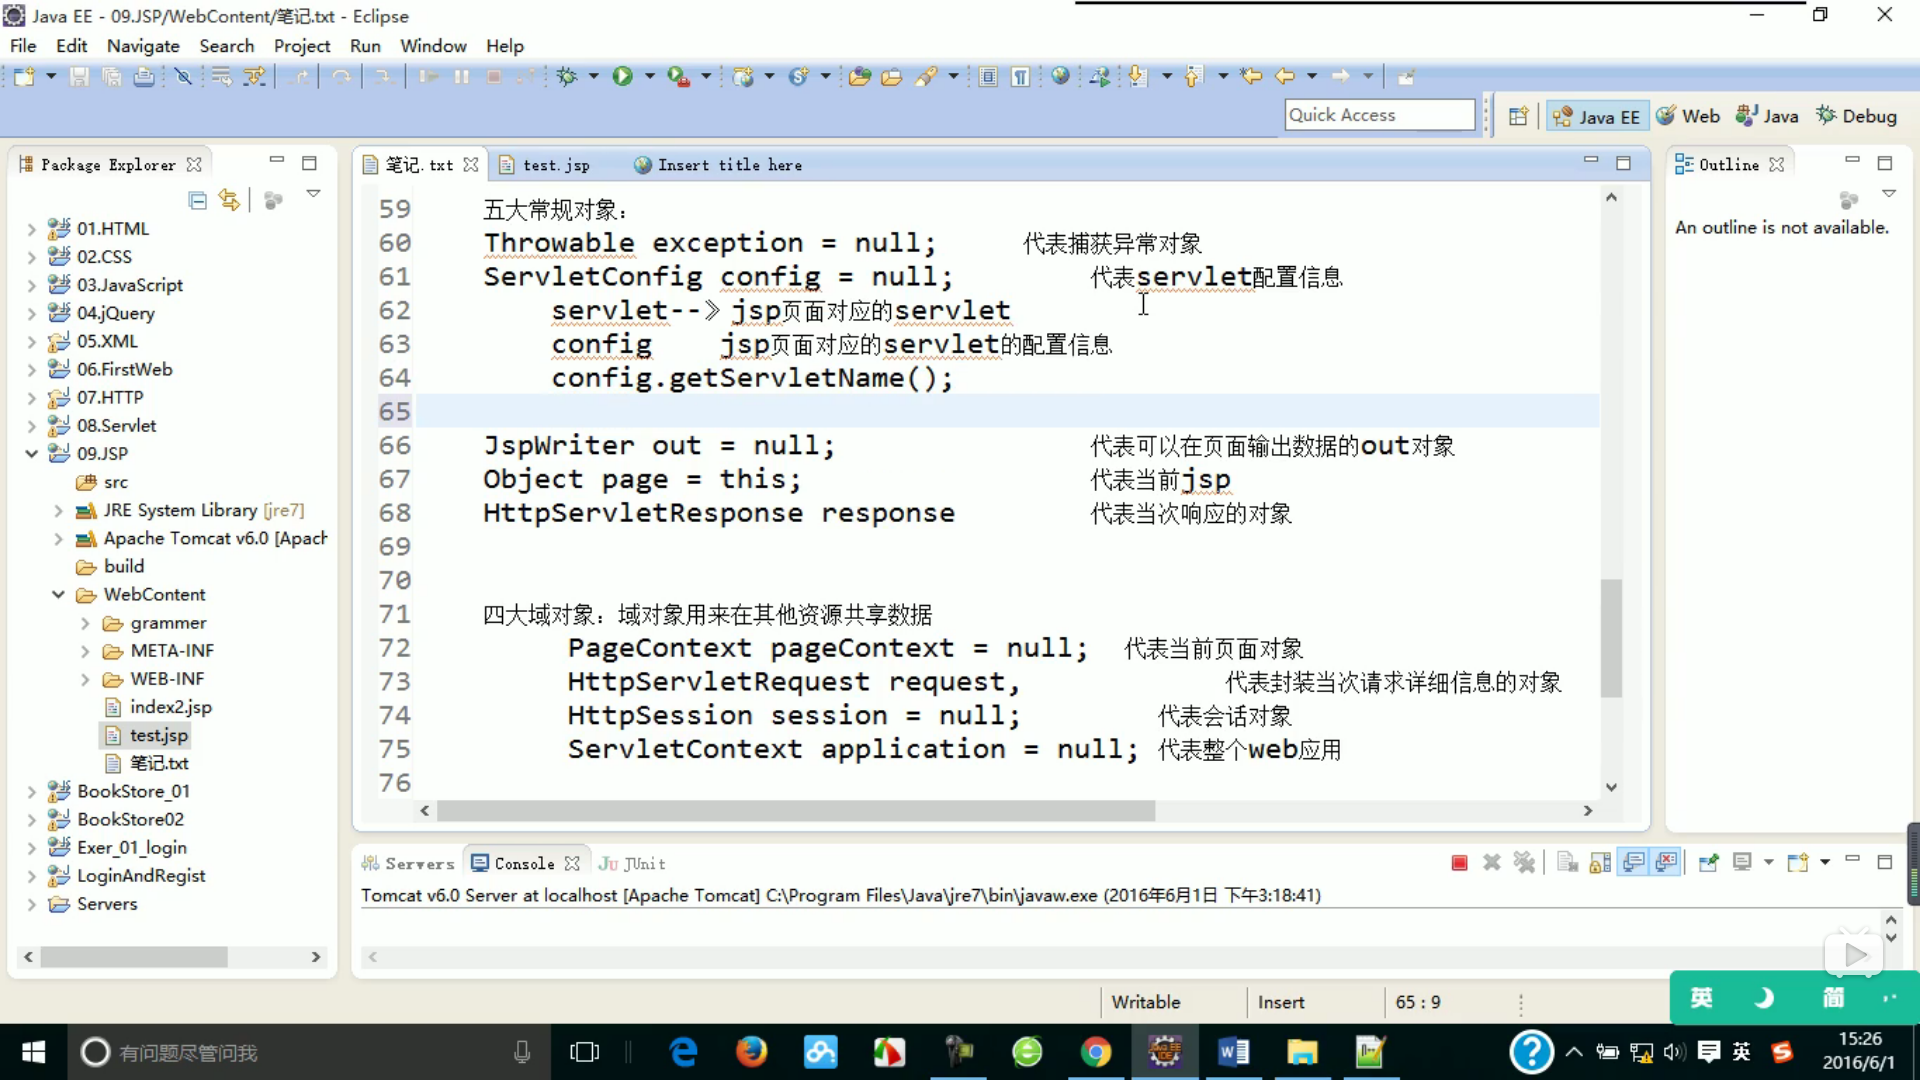 Java EE - 09.JSP/WebContent/笔记.txt - Eclipse
File Edit Navigate Search Project Run Window Help
Quick Access
Java EE Web Java Debug
Package Explorer
笔记.txt test.jsp Insert title here
Outline
An outline is not available.
01.HTML
02.CSS
03.JavaScript
04.jQuery
05.XML
06.FirstWeb
07.HTTP
08.Servlet
09.JSP
src
JRE System Library [jre7]
Apache Tomcat v6.0 [Apach
build
WebContent
grammer
META-INF
WEB-INF
index2.jsp
test.jsp
笔记.txt
BookStore_01
BookStore02
Exer_01_login
LoginAndRegist
Servers
59 五大常规对象：
60 Throwable exception = null; 代表捕获异常对象
61 ServletConfig config = null; 代表servlet配置信息
62 servlet--》jsp页面对应的servlet
63 config jsp页面对应的servlet的配置信息
64 config.getServletName();
65
66 JspWriter out = null; 代表可以在页面输出数据的out对象
67 Object page = this; 代表当前jsp
68 HttpServletResponse response 代表当次响应的对象
69
70
71 四大域对象：域对象用来在其他资源共享数据
72 PageContext pageContext = null; 代表当前页面对象
73 HttpServletRequest request, 代表封装当次请求详细信息的对象
74 HttpSession session = null; 代表会话对象
75 ServletContext application = null; 代表整个web应用
76
Servers Console JUnit
Tomcat v6.0 Server at localhost [Apache Tomcat] C:\Program Files\Java\jre7\bin\javaw.exe (2016年6月1日 下午3:18:41)
Writable Insert 65 : 9
英 简
有问题尽管问我
英
15:26
2016/6/1